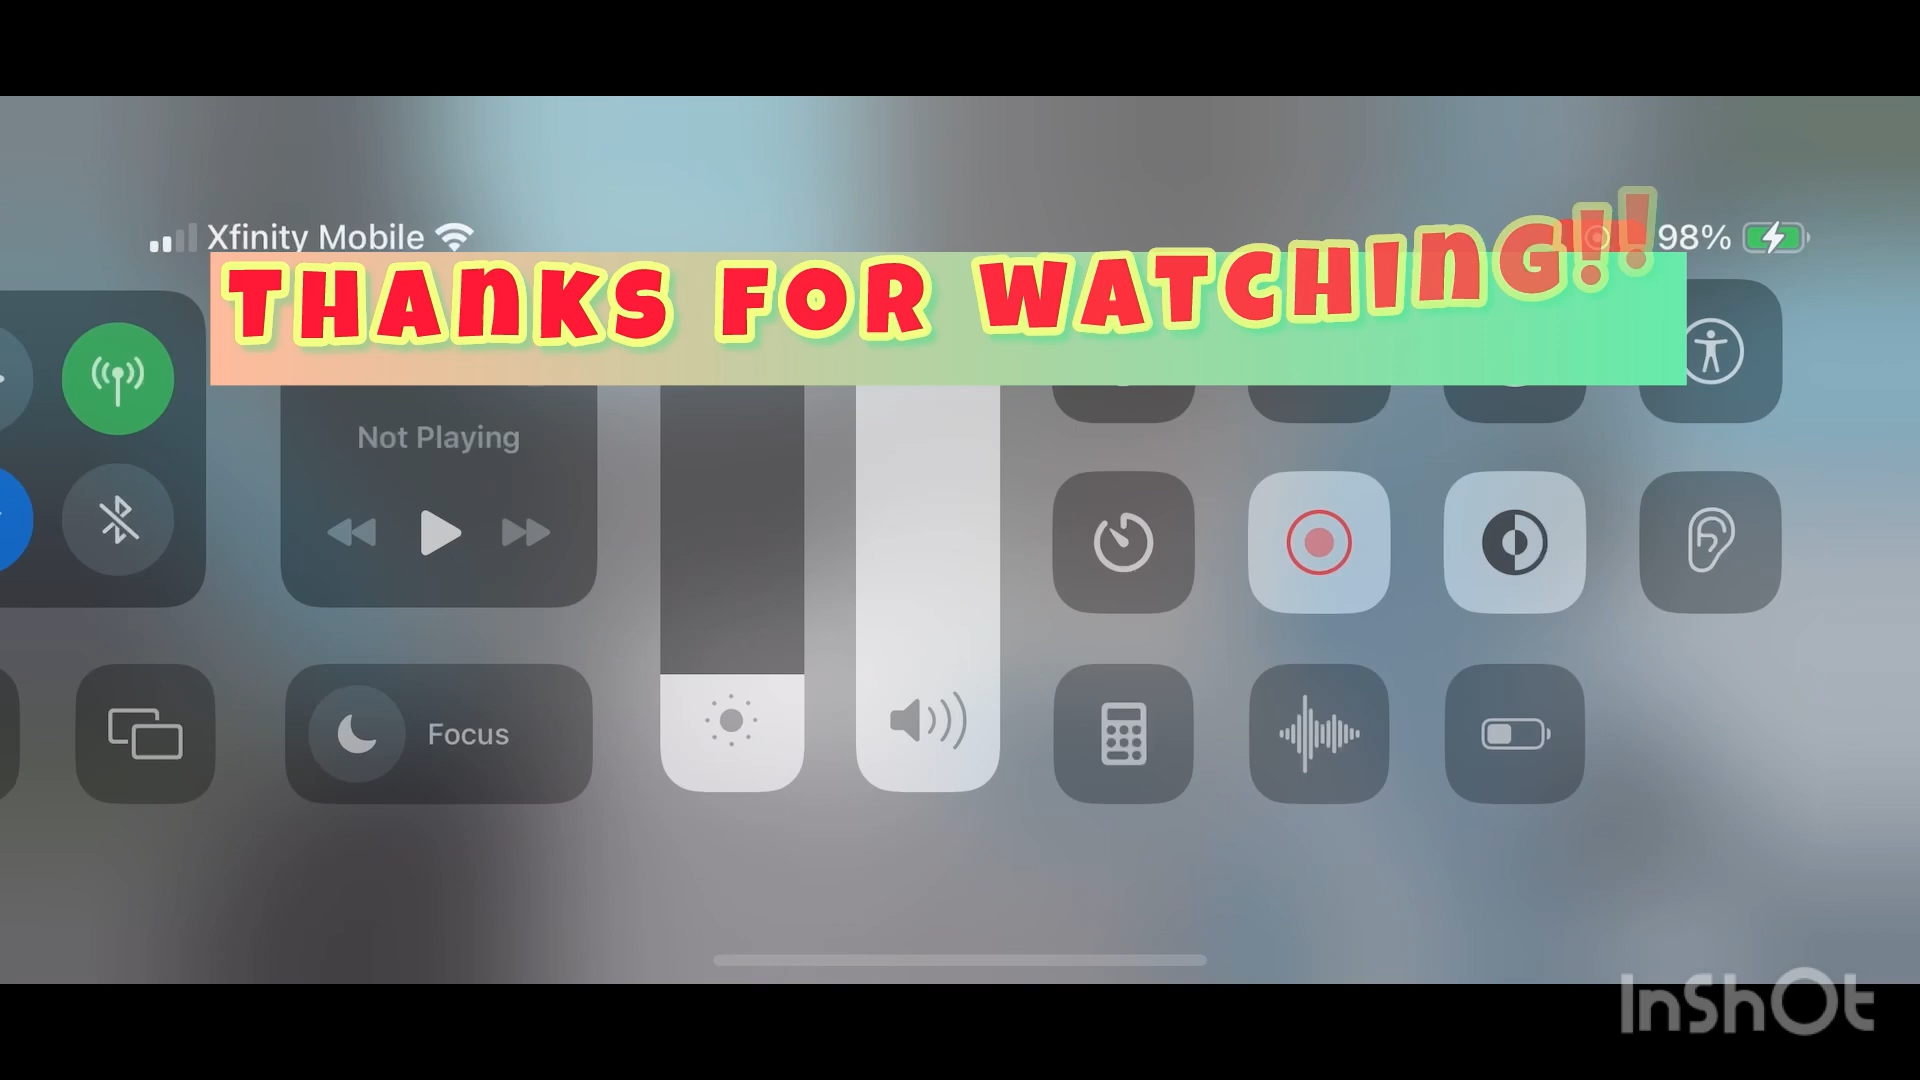 Xfinity Mobile
98%
THANKS FOR WATCHING!!
Not Playing
Focus
InShOt